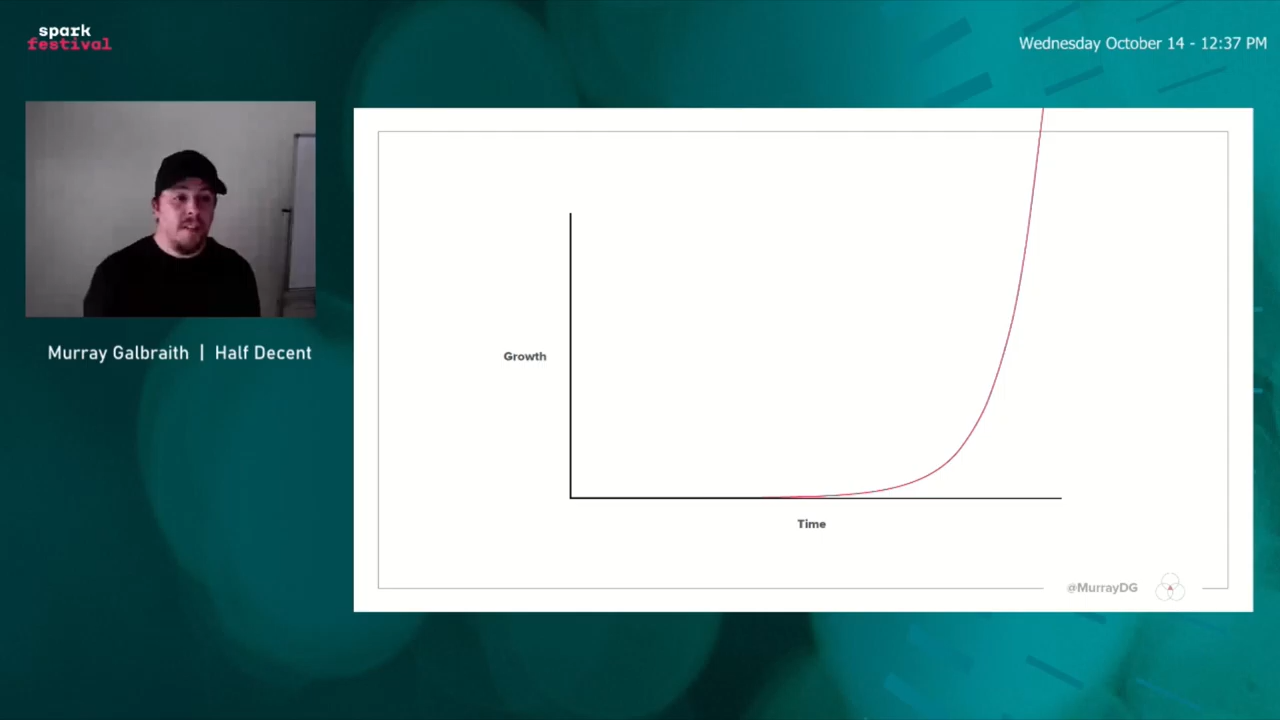 spark
festival
Wednesday October 14 - 12:37 PM
Murray Galbraith | Half Decent
Growth
Time
@MurrayDG